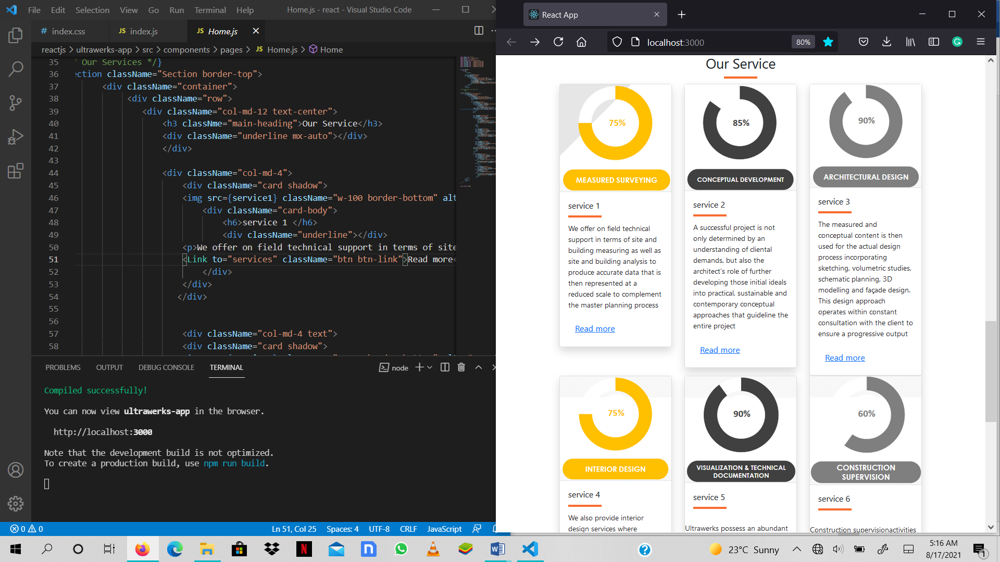 File Edit Selection View Go Run Terminal Help Home.js - react - Visual Studio Code
# index.css JS index.js JS Home.js
reactjs > ultrawerks-app > src > components > pages > JS Home.js > Home
35 Our Services */}
36 ction className="Section border-top">
37 <div className="container">
38 <div className="row">
39 <div className="col-md-12 text-center">
40 <h3 classNme="main-heading">Our Service</h3>
41 <div className="underline mx-auto"></div>
42 </div>
43
44 <div className="col-md-4">
45 <div className="card shadow">
46 <img src={service1} className="w-100 border-bottom" alt
47 <div className="card-body">
48 <h6>service 1 </h6>
49 <div className="underline"></div>
50 <p>We offer on field technical support in terms of site
51 <Link to="services" className="btn btn-link">Read more<
52 </div>
53 </div>
54 </div>
55
56
57 <div className="col-md-4 text">
58 <div className="card shadow">
PROBLEMS OUTPUT DEBUG CONSOLE TERMINAL node
Compiled successfully!
You can now view ultrawerks-app in the browser.
http://localhost:3000
Note that the development build is not optimized.
To create a production build, use npm run build.
0 0 Ln 51, Col 25 Spaces: 4 UTF-8 CRLF JavaScript
React App
localhost:3000 80%
Our Service
75%
MEASURED SURVEYING
service 1
We offer on field technical
support in terms of site and
building measuring as well as
site and building analysis to
produce accurate data that is
then represented at a
reduced scale to complement
the master planning process
Read more
85%
CONCEPTUAL DEVELOPMENT
service 2
A successful project is not
only determined by an
understanding of cliental
demands, but also the
architect's role of further
developing those initial ideals
into practical, sustainable and
contemporary conceptual
approaches that guideline the
entire project
Read more
90%
ARCHITECTURAL DESIGN
service 3
The measured and
conceptual content is then
used for the actual design
process incorporating
sketching, volumetric studies,
schematic planning, 3D
modelling and façade design.
This design approach
operates within constant
consultation with the client to
ensure a progressive output
Read more
75%
INTERIOR DESIGN
service 4
We also provide interior
design services where
90%
VISUALIZATION & TECHNICAL
DOCUMENTATION
service 5
Ultrawerks possess an abundant
60%
CONSTRUCTION
SUPERVISION
service 6
Construction supervisionactivities
23°C Sunny
5:16 AM
8/17/2021
1